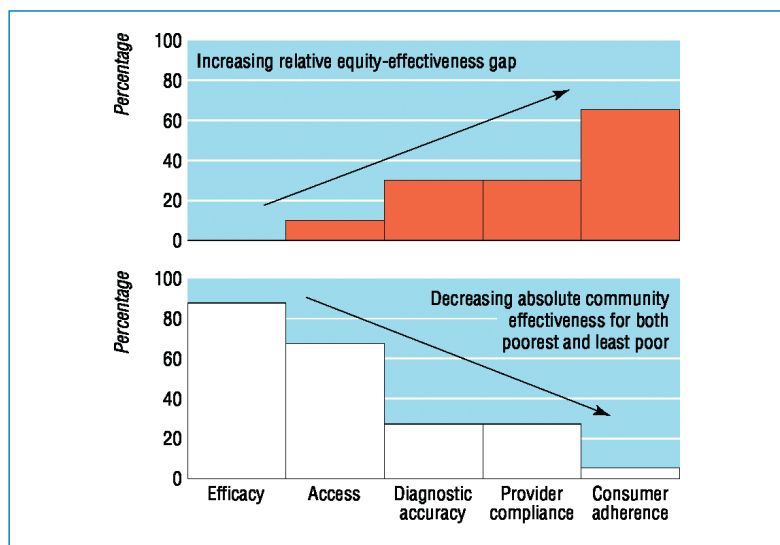 Percentage
100
80
60
40
20
0
Increasing relative equity-effectiveness gap
Percentage
100
80
60
40
20
0
Decreasing absolute community
effectiveness for both
poorest and least poor
Efficacy
Access
Diagnostic
accuracy
Provider
compliance
Consumer
adherence